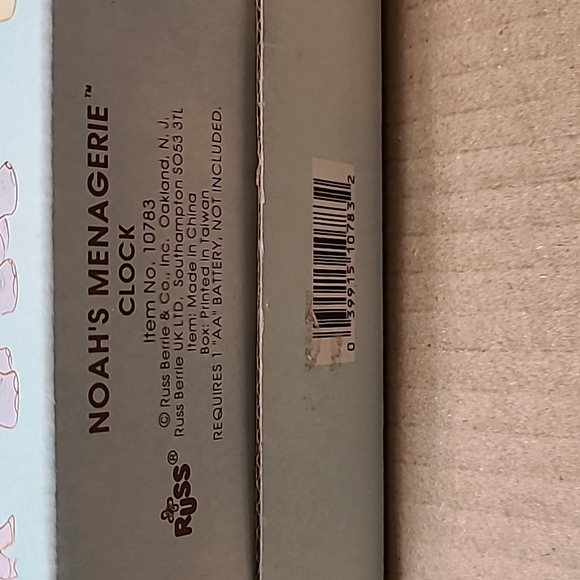 NOAH'S MENAGERIE™
CLOCK
Item No. 10783
© Russ Berrie & Co., Inc. Oakland, N. J.
Russ Berrie UK LTD, Southampton SO53 3TL
Item: Made In China
Box: Printed In Taiwan
REQUIRES 1 "AA" BATTERY, NOT INCLUDED.
RUSS®
0 39915 10783 2